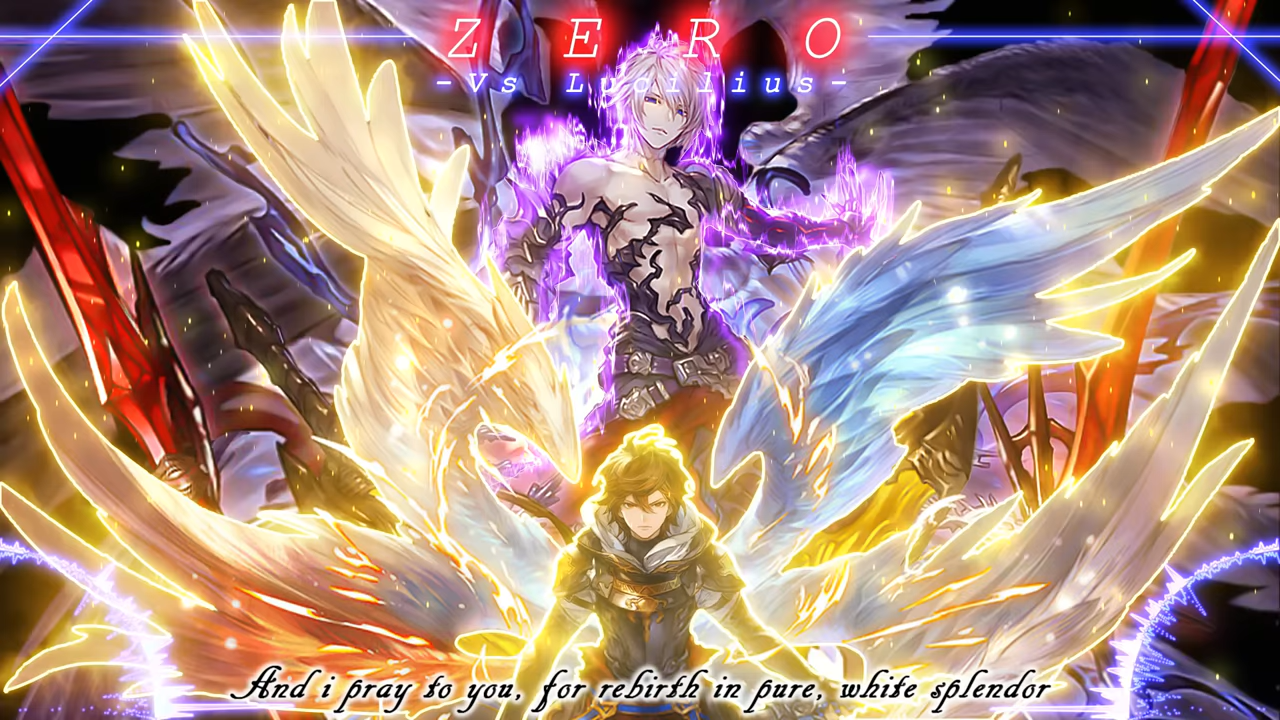 Z E R O
-Vs Lucilius-
And i pray to you, for rebirth in pure, white splendor